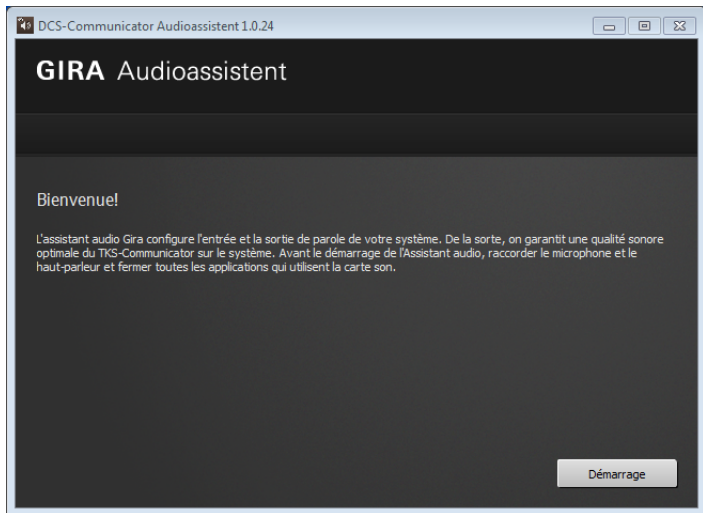 DCS-Communicator Audioassistent 1.0.24
GIRA Audioassistent
Bienvenue!
L'assistant audio Gira configure l'entrée et la sortie de parole de votre système. De la sorte, on garantit une qualité sonore
optimale du TKS-Communicator sur le système. Avant le démarrage de l'Assistant audio, raccorder le microphone et le
haut-parleur et fermer toutes les applications qui utilisent la carte son.
Démarrage